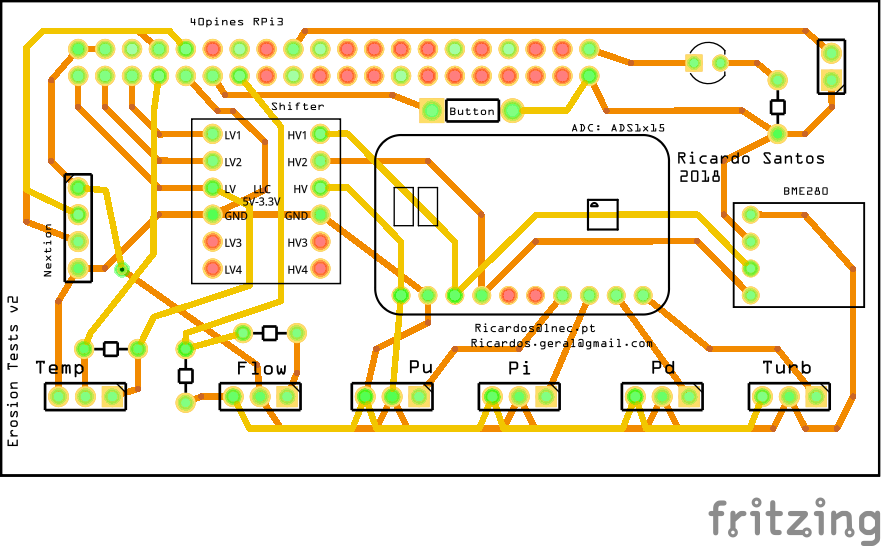 40pines RPi3
Shifter
Button
ADC: ADS1x15
LV1
HV1
LV2
HV2
LV
LLC
HV
5V-3.3V
GND
GND
LV3
HV3
LV4
HV4
Ricardo Santos
2018
BME280
Nextion
Erosion Tests v2
Ricardos@lnec.pt
Ricardos.geral@gmail.com
Temp
Flow
Pu
Pi
Pd
Turb
fritzing